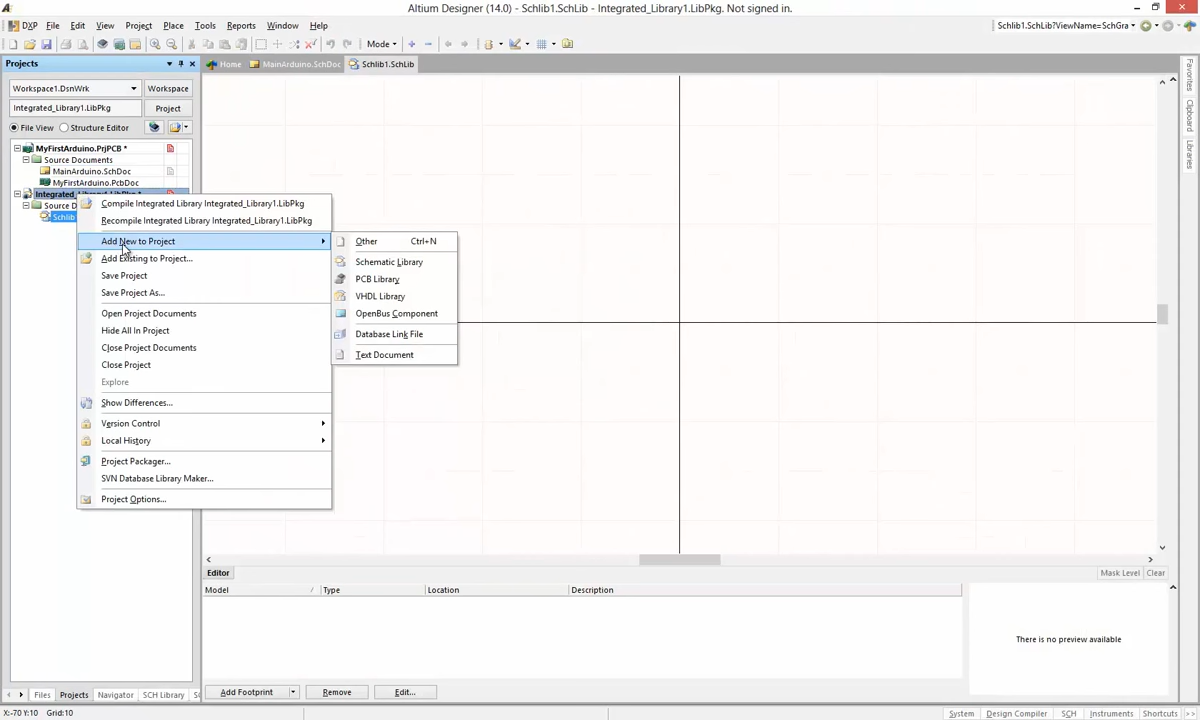 Altium Designer (14.0) - Schlib1.SchLib - Integrated_Library1.LibPkg. Not signed in.
DXP File Edit View Project Place Tools Reports Window Help
Schlib1.SchLib?ViewName=SchGra
Mode
Projects
Home MainArduino.SchDoc Schlib1.SchLib
Workspace1.DsnWrk Workspace
Integrated_Library1.LibPkg Project
File View Structure Editor
MyFirstArduino.PrjPCB *
Source Documents
MainArduino.SchDoc
MyFirstArduino.PcbDoc
Integrated_Library1.LibPkg *
Source D
Schlib
Compile Integrated Library Integrated_Library1.LibPkg
Recompile Integrated Library Integrated_Library1.LibPkg
Add New to Project
Add Existing to Project...
Save Project
Save Project As...
Open Project Documents
Hide All In Project
Close Project Documents
Close Project
Explore
Show Differences...
Version Control
Local History
Project Packager...
SVN Database Library Maker...
Project Options...
Other Ctrl+N
Schematic Library
PCB Library
VHDL Library
OpenBus Component
Database Link File
Text Document
Favorites
Clipboard
Libraries
Editor
Mask Level Clear
Model / Type Location Description
There is no preview available
Add Footprint Remove Edit...
Files Projects Navigator SCH Library SC
X:-70 Y:10 Grid:10
System Design Compiler SCH Instruments Shortcuts >>